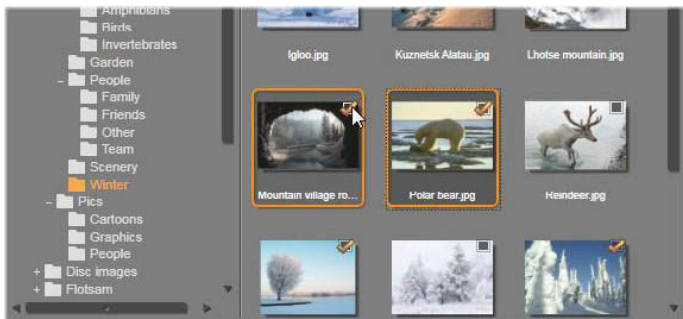 Amphibians
Birds
Invertebrates
Garden
People
Family
Friends
Other
Team
Scenery
Winter
Pics
Cartoons
Graphics
People
Disc images
Flotsam
Igloo.jpg
Kuznetsk Alatau.jpg
Lhotse mountain.jpg
Mountain village ro...
Polar bear.jpg
Reindeer.jpg